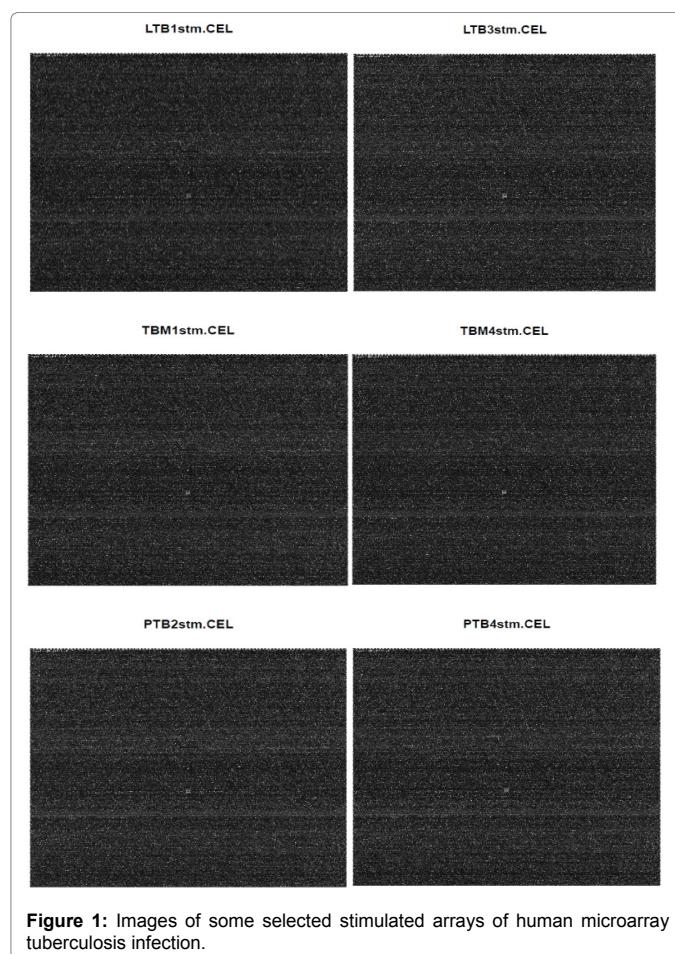 LTB1stm.CEL
LTB3stm.CEL
TBM1stm.CEL
TBM4stm.CEL
PTB2stm.CEL
PTB4stm.CEL
Figure 1: Images of some selected stimulated arrays of human microarray
tuberculosis infection.